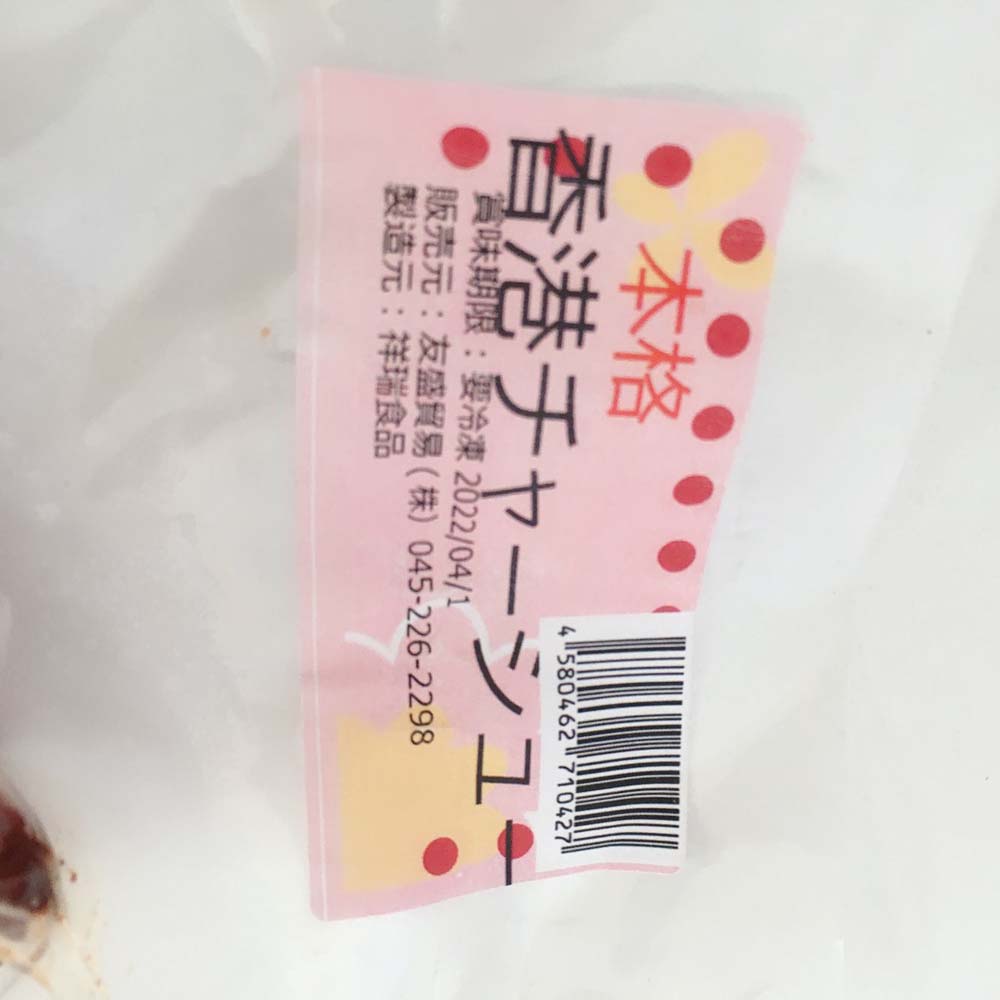 本格
香港チャーシュー
賞味期限：要冷凍 2022/04/1
販売元：友盛貿易(株) 045-226-2298
製造元：祥瑞食品
4 580462 710427